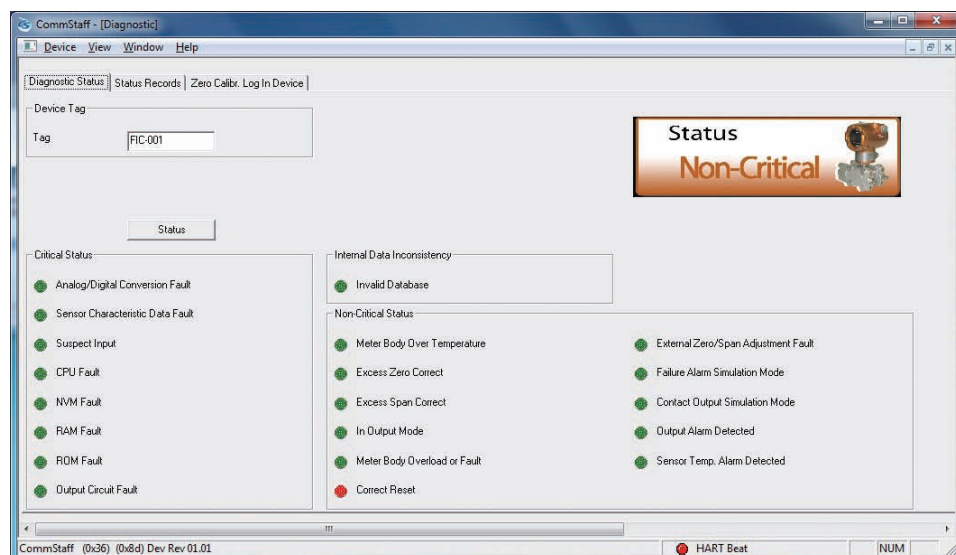 CommStaff - [Diagnostic]
Device View Window Help
Diagnostic Status Status Records Zero Calibr. Log In Device
Device Tag
Tag FIC-001
Status
Non-Critical
Status
Critical Status
Analog/Digital Conversion Fault
Sensor Characteristic Data Fault
Suspect Input
CPU Fault
NVM Fault
RAM Fault
ROM Fault
Output Circuit Fault
Internal Data Inconsistency
Invalid Database
Non-Critical Status
Meter Body Over Temperature
Excess Zero Correct
Excess Span Correct
In Output Mode
Meter Body Overload or Fault
Correct Reset
External Zero/Span Adjustment Fault
Failure Alarm Simulation Mode
Contact Output Simulation Mode
Output Alarm Detected
Sensor Temp. Alarm Detected
CommStaff (0x36) (0x8d) Dev Rev 01.01 HART Beat NUM